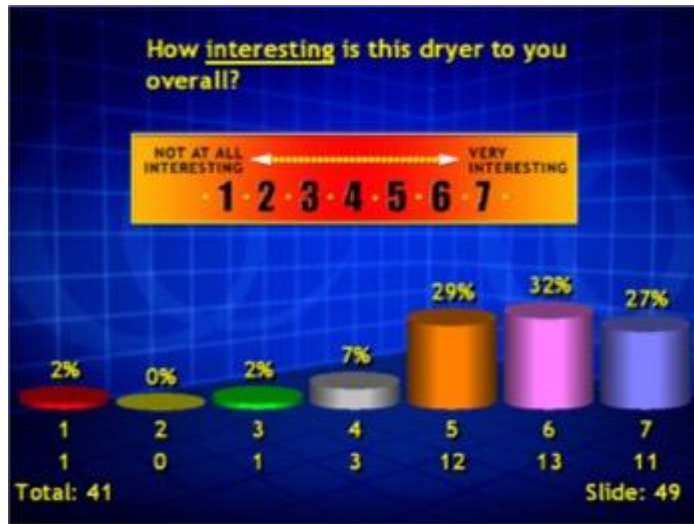 How interesting is this dryer to you
overall?
NOT AT ALL
INTERESTING
VERY
INTERESTING
1 · 2 · 3 · 4 · 5 · 6 · 7
2% 0% 2% 7% 29% 32% 27%
1 2 3 4 5 6 7
1 0 1 3 12 13 11
Total: 41 Slide: 49